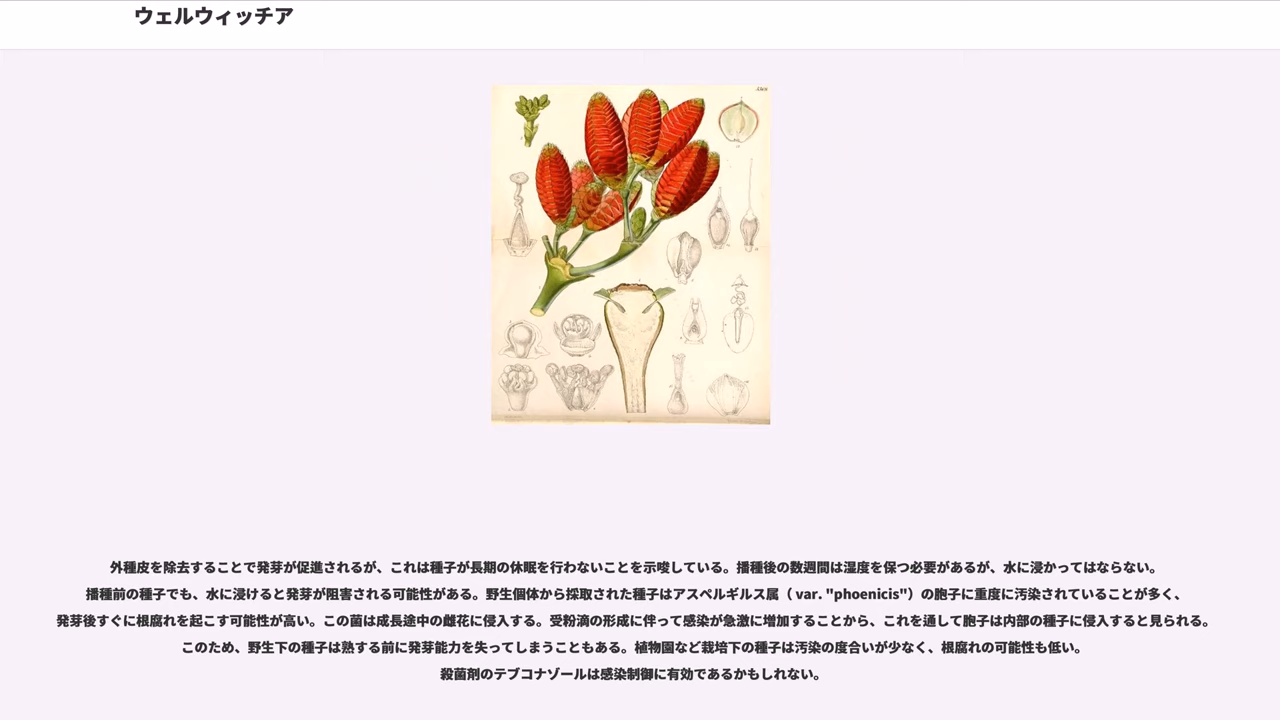 ウェルウィッチア
外種皮を除去することで発芽が促進されるが、これは種子が長期の休眠を行わないことを示唆している。播種後の数週間は湿度を保つ必要があるが、水に浸かってはならない。
播種前の種子でも、水に浸けると発芽が阻害される可能性がある。野生個体から採取された種子はアスペルギルス属（ var. "phoenicis"）の胞子に重度に汚染されていることが多く、
発芽後すぐに根腐れを起こす可能性が高い。この菌は成長途中の雌花に侵入する。受粉滴の形成に伴って感染が急激に増加することから、これを通して胞子は内部の種子に侵入すると見られる。
このため、野生下の種子は熟する前に発芽能力を失ってしまうこともある。植物園など栽培下の種子は汚染の度合いが少なく、根腐れの可能性も低い。
殺菌剤のテブコナゾールは感染制御に有効であるかもしれない。